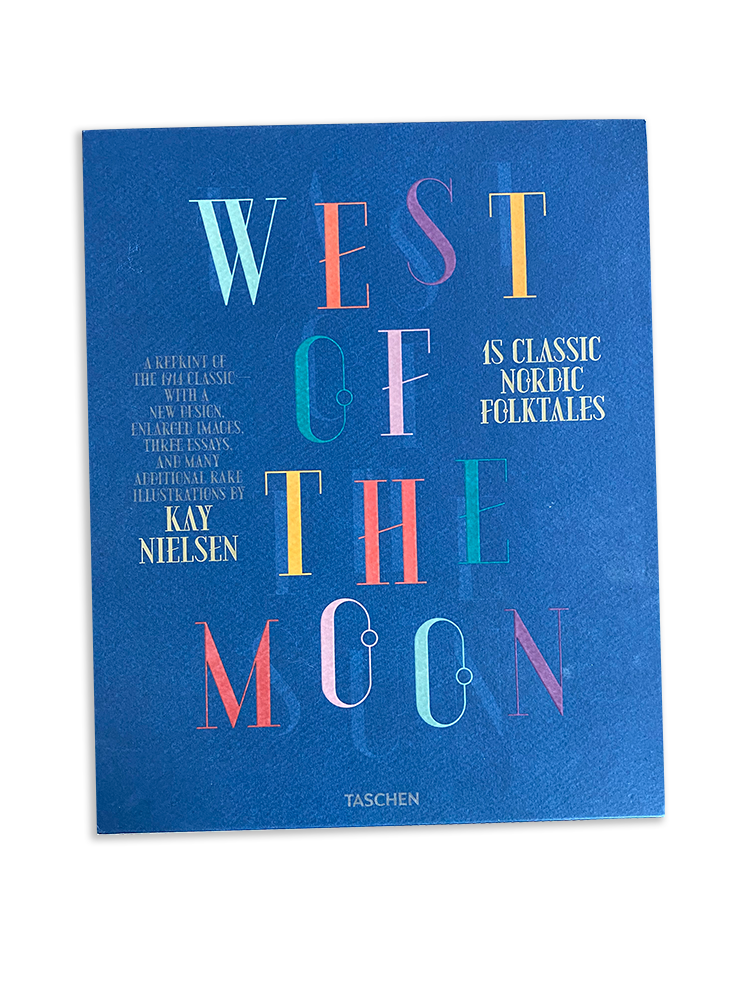 WEST
OF
THE
MOON
15 CLASSIC
NORDIC
FOLKTALES
A REPRINT OF
THE 1914 CLASSIC—
WITH A
NEW DESIGN,
ENLARGED IMAGES,
THREE ESSAYS,
AND MANY
ADDITIONAL RARE
ILLUSTRATIONS BY
KAY
NIELSEN
TASCHEN